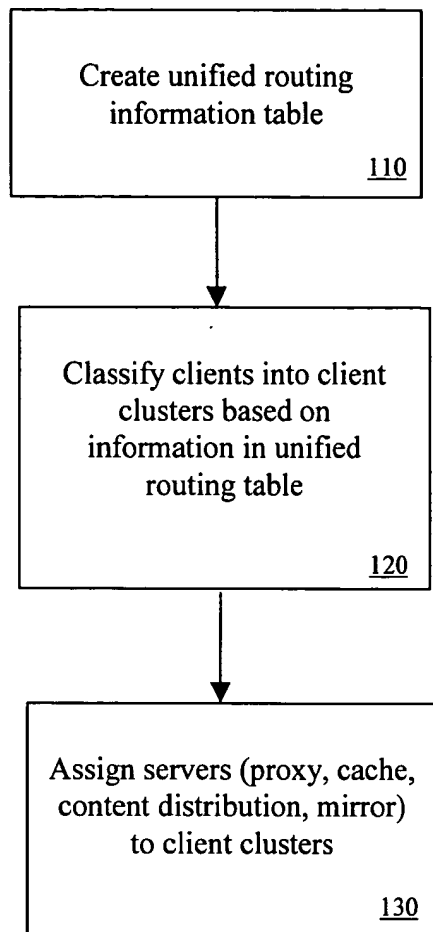 Create unified routing
information table
110
Classify clients into client
clusters based on
information in unified
routing table
120
Assign servers (proxy, cache,
content distribution, mirror)
to client clusters
130